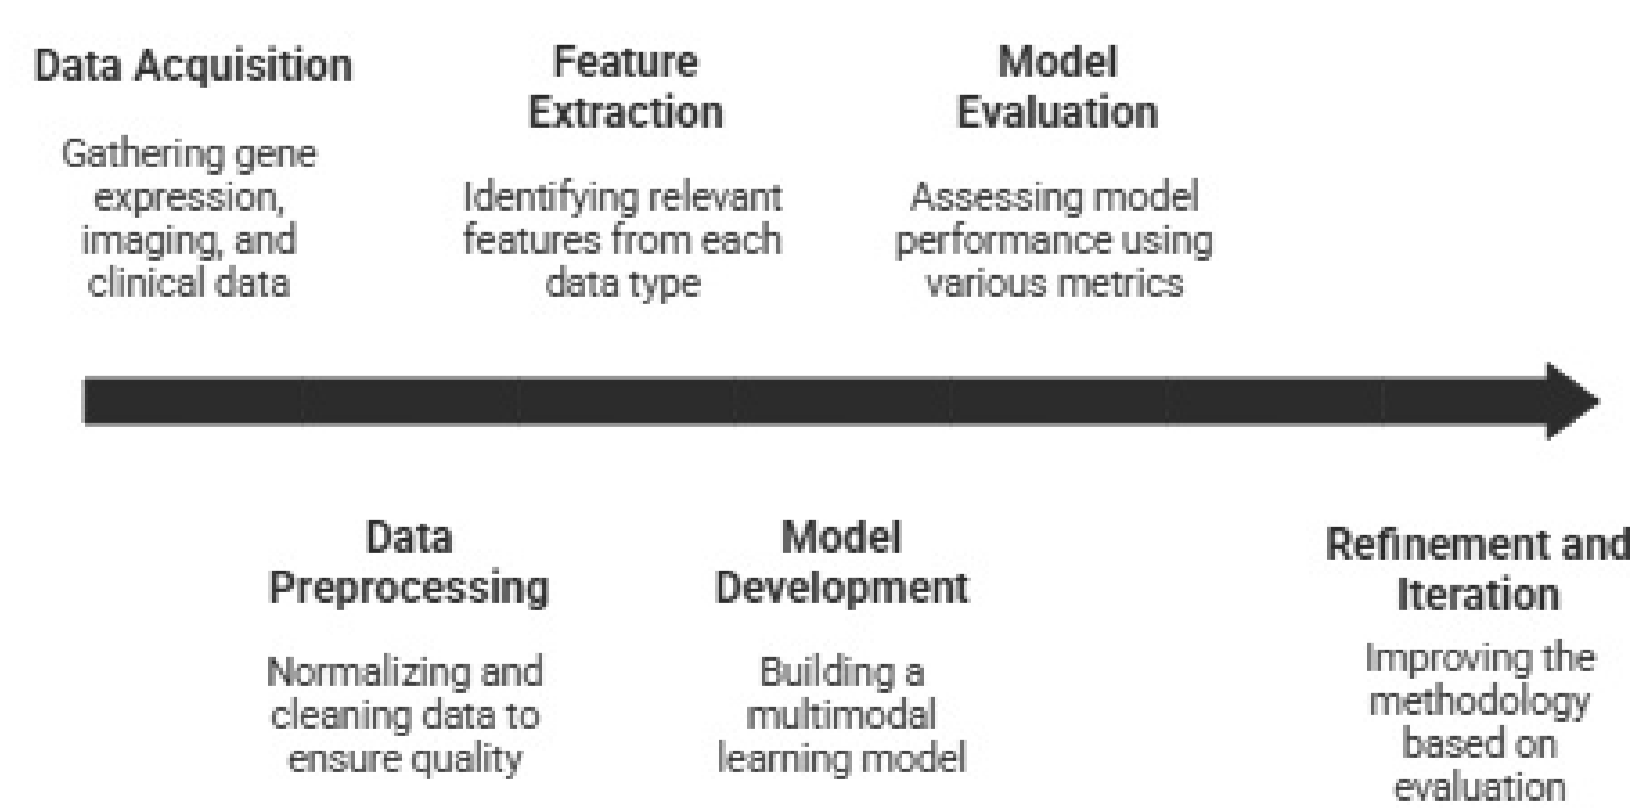 Data Acquisition
Gathering gene
expression,
imaging, and
clinical data
Feature
Extraction
Identifying relevant
features from each
data type
Model
Evaluation
Assessing model
performance using
various metrics
Data
Preprocessing
Normalizing and
cleaning data to
ensure quality
Model
Development
Building a
multimodal
learning model
Refinement and
Iteration
Improving the
methodology
based on
evaluation